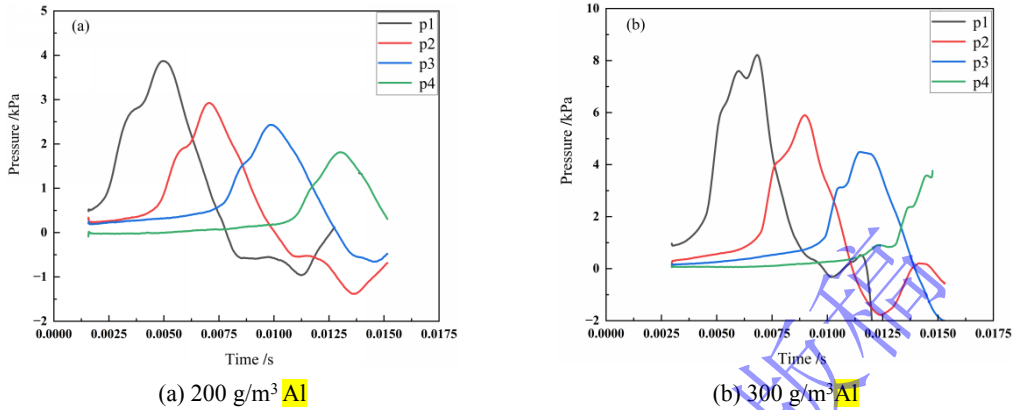 (a)
p1
p2
p3
p4
5
4
3
2
1
0
-1
-2
Pressure /kPa
0.0000 0.0025 0.0050 0.0075 0.0100 0.0125 0.0150 0.0175
Time /s
(a) 200 g/m³ Al
(b)
p1
p2
p3
p4
10
8
6
4
2
0
-2
Pressure /kPa
0.0000 0.0025 0.0050 0.0075 0.0100 0.0125 0.0150 0.0175
Time /s
(b) 300 g/m³Al